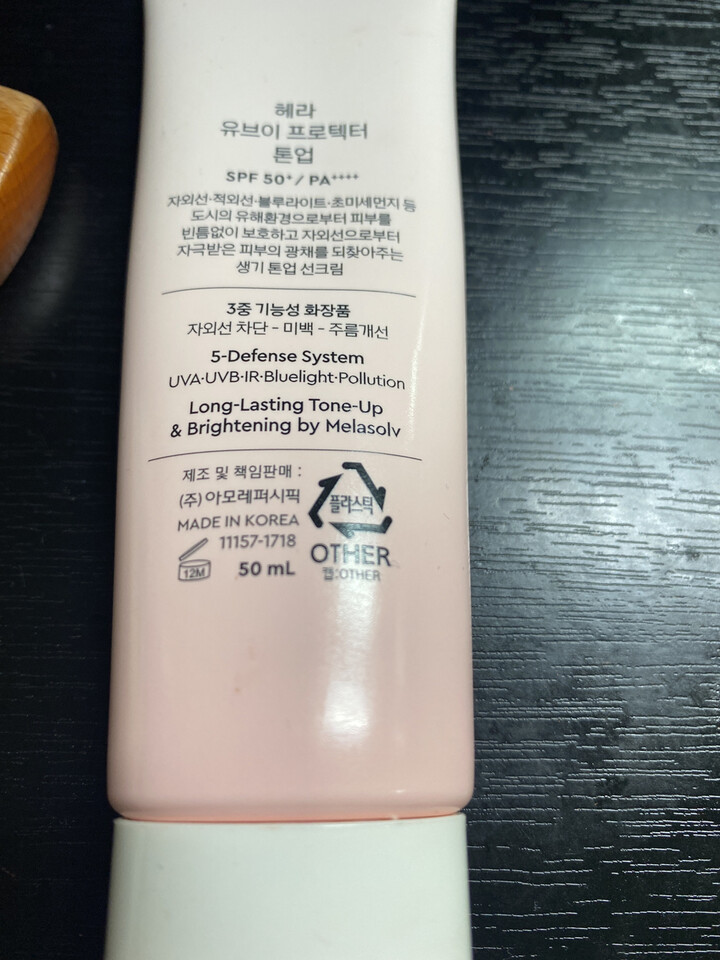 헤라
유브이 프로텍터
톤업
SPF 50+ / PA++++
자외선·적외선·블루라이트·초미세먼지 등
도시의 유해환경으로부터 피부를
빈틈없이 보호하고 자외선으로부터
자극받은 피부의 광채를 되찾아주는
생기 톤업 선크림
3중 기능성 화장품
자외선 차단 - 미백 - 주름개선
5-Defense System
UVA·UVB·IR·Bluelight·Pollution
Long-Lasting Tone-Up
& Brightening by Melasolv
제조 및 책임판매 :
(주)아모레퍼시픽
MADE IN KOREA
11157-1718
12M
50 mL
플라스틱
OTHER
캡:OTHER